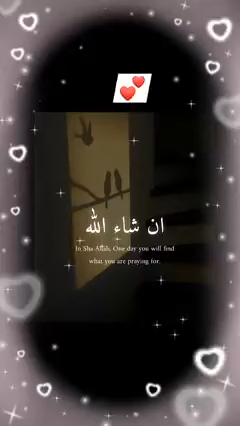 ان شاء الله
In Sha Allah, One day you will find
what you are praying for.